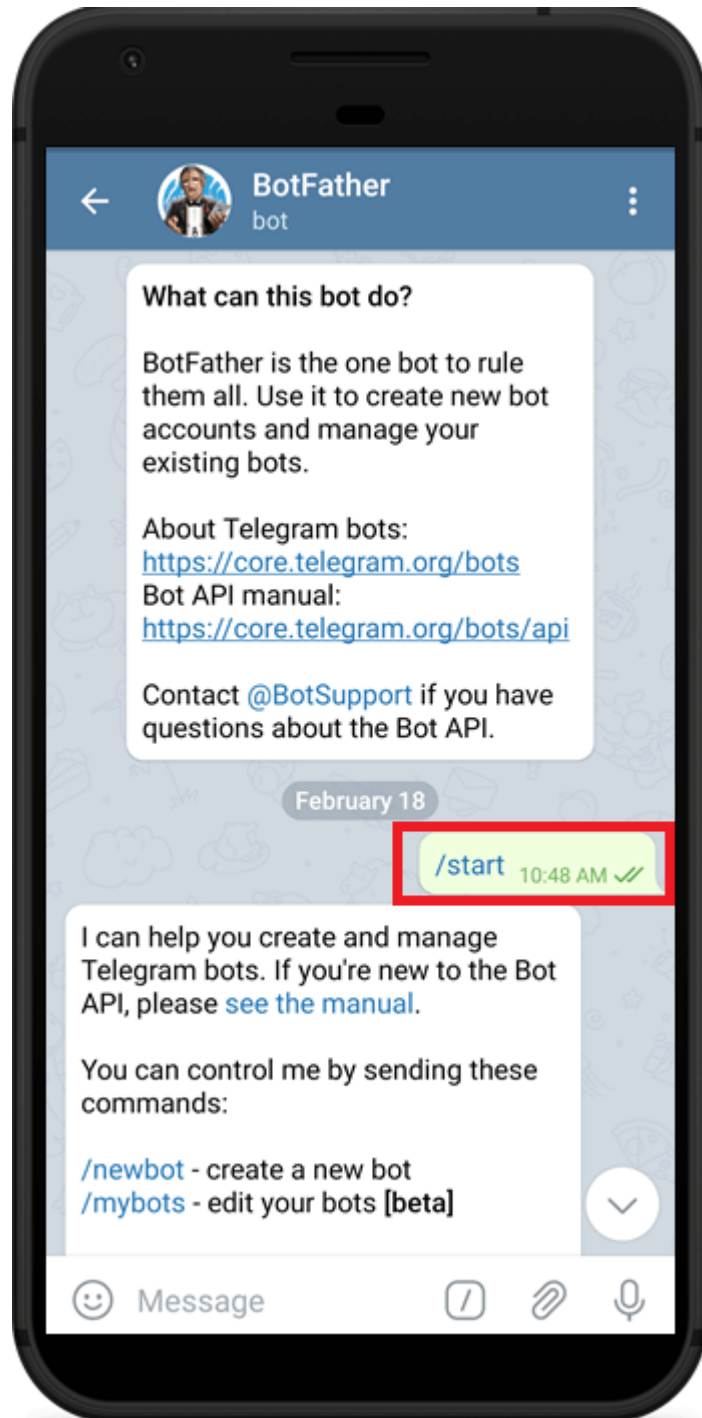 BotFather
bot
What can this bot do?
BotFather is the one bot to rule
them all. Use it to create new bot
accounts and manage your
existing bots.
About Telegram bots:
https://core.telegram.org/bots
Bot API manual:
https://core.telegram.org/bots/api
Contact @BotSupport if you have
questions about the Bot API.
February 18
/start 10:48 AM
I can help you create and manage
Telegram bots. If you're new to the Bot
API, please see the manual.
You can control me by sending these
commands:
/newbot - create a new bot
/mybots - edit your bots [beta]
Message